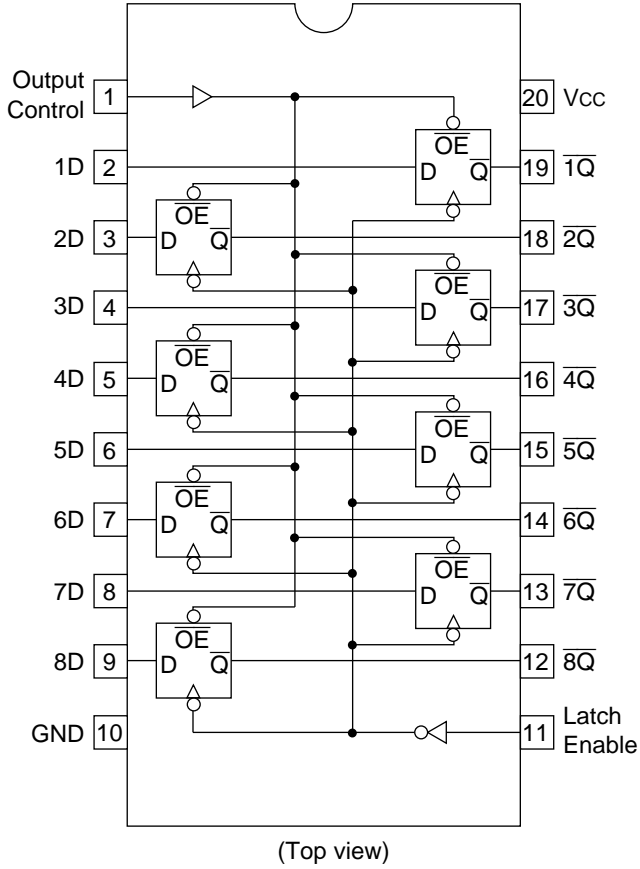 Output
Control
1
20
VCC
OE
1D
2
D
Q̅
19
1Q̅
OE
2D
3
D
Q̅
18
2Q̅
OE
3D
4
D
Q̅
17
3Q̅
OE
4D
5
D
Q̅
16
4Q̅
OE
5D
6
D
Q̅
15
5Q̅
OE
6D
7
D
Q̅
14
6Q̅
OE
7D
8
D
Q̅
13
7Q̅
OE
8D
9
D
Q̅
12
8Q̅
GND
10
11
Latch
Enable
(Top view)